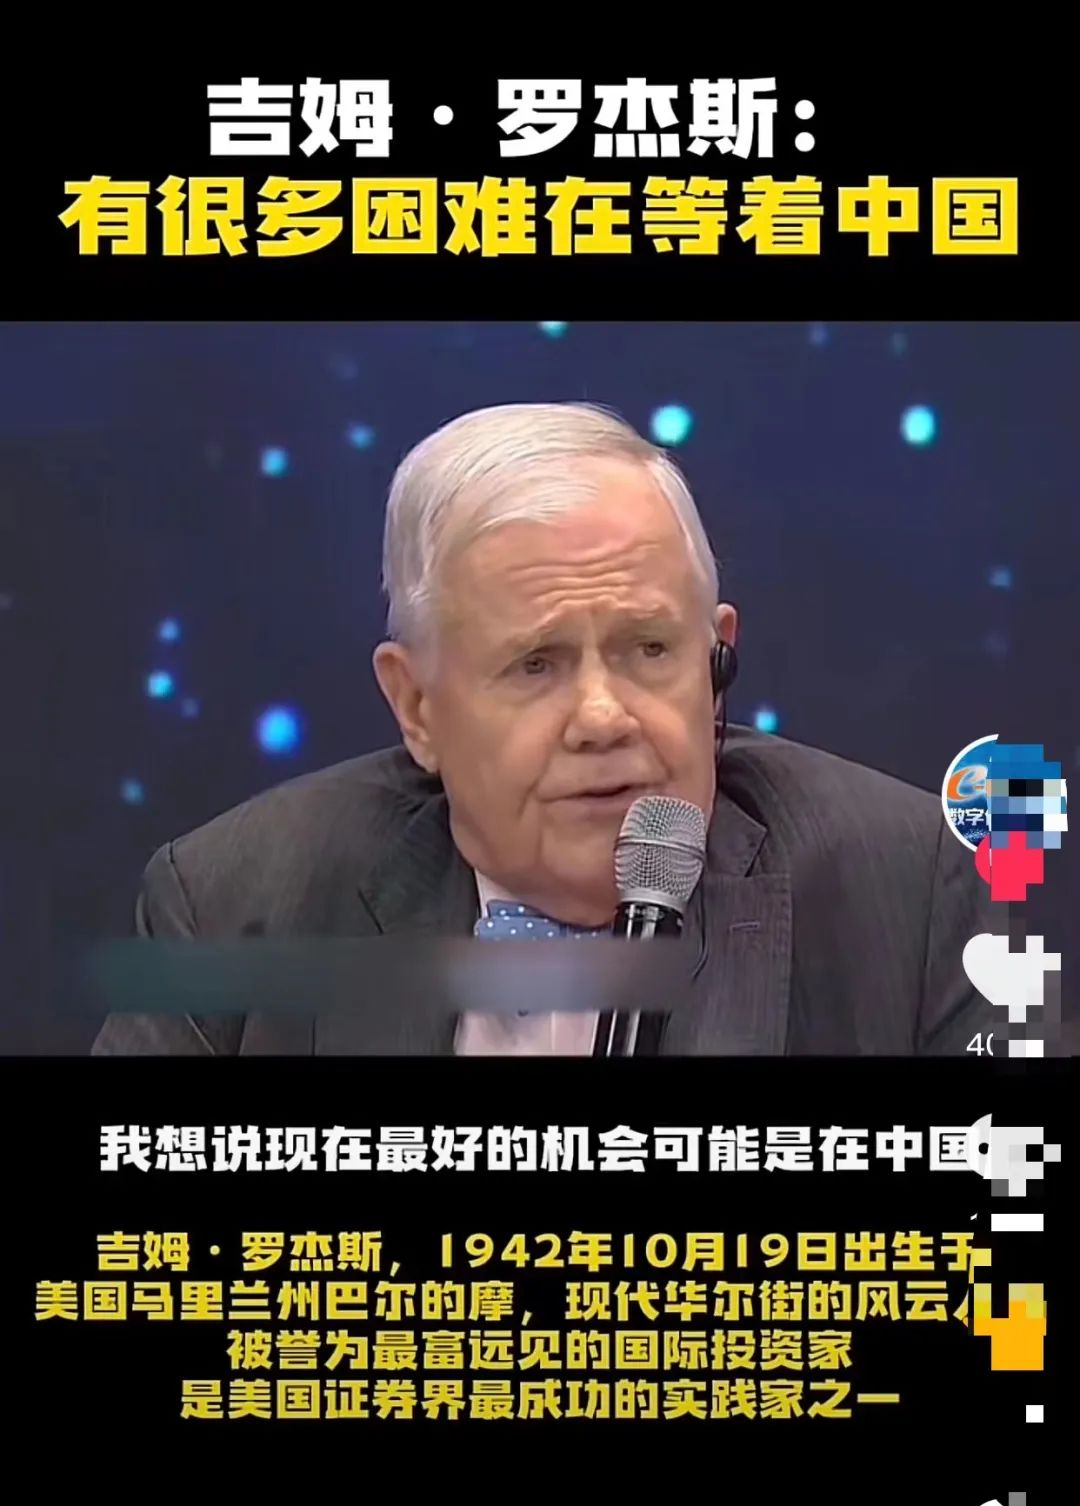 吉姆·罗杰斯：
有很多困难在等着中国
数字
40
我想说现在最好的机会可能是在中国
吉姆·罗杰斯，1942年10月19日出生于
美国马里兰州巴尔的摩，现代华尔街的风云
被誉为最富远见的国际投资家
是美国证券界最成功的实践家之一